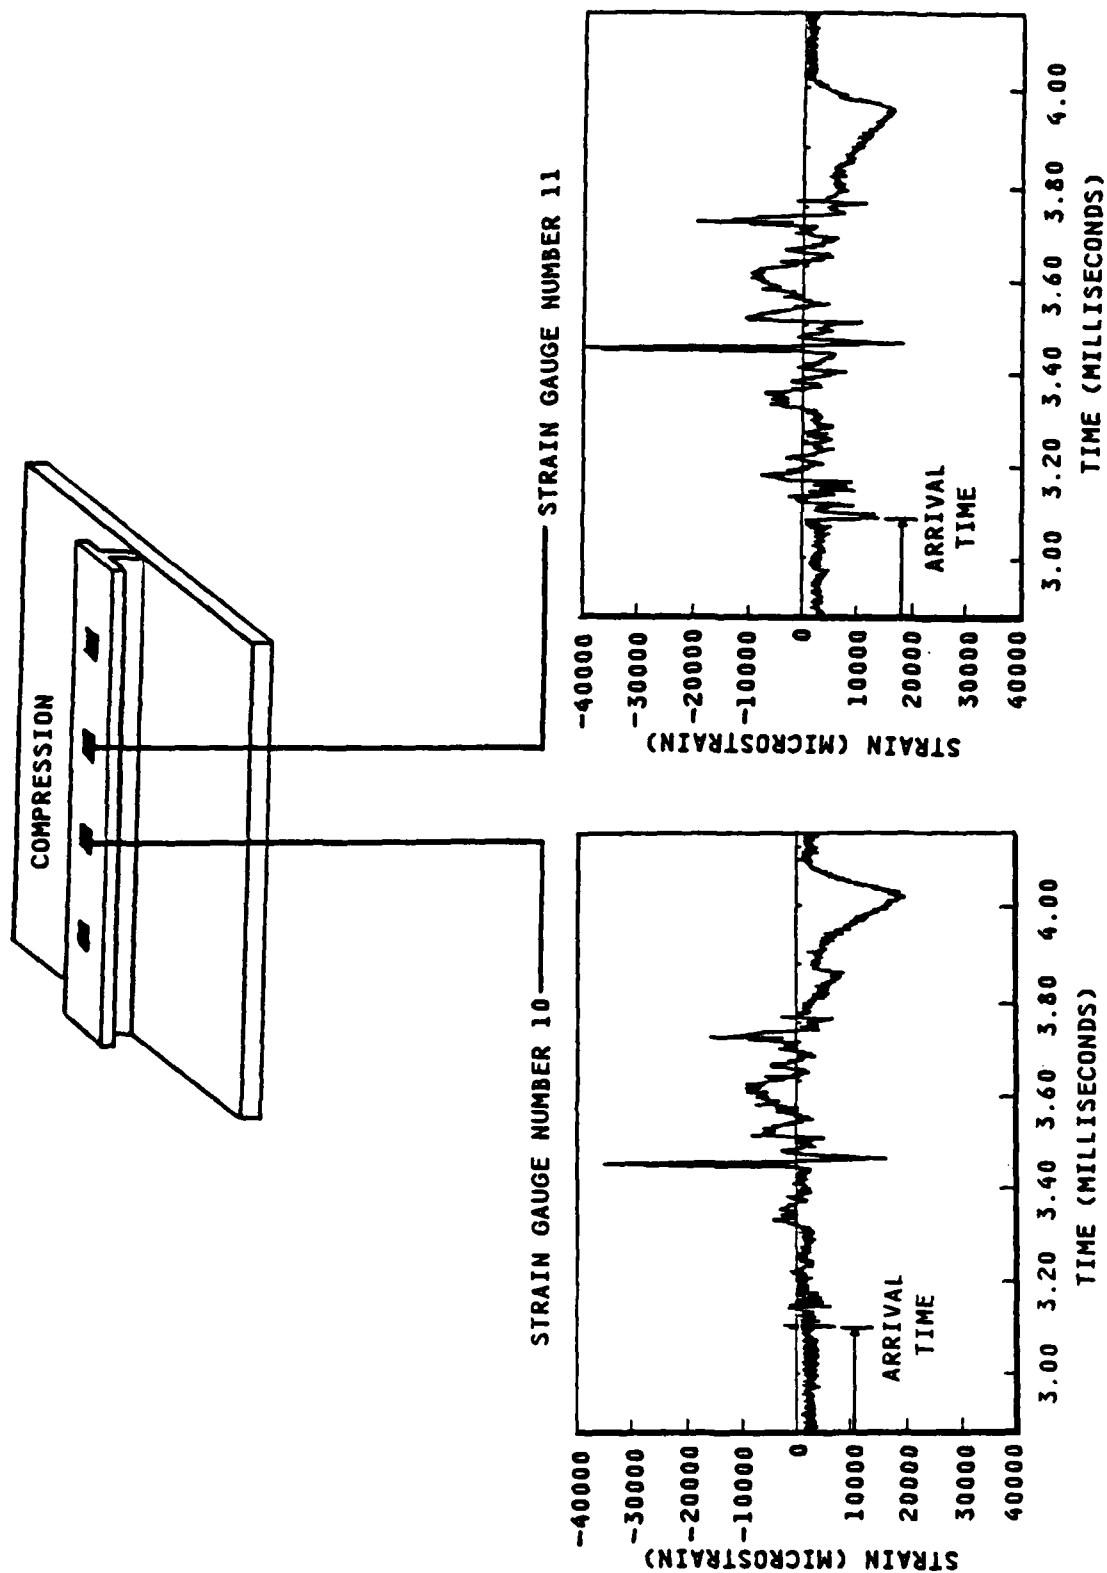 COMPRESSION
STRAIN GAUGE NUMBER 10
STRAIN GAUGE NUMBER 11
STRAIN (MICROSTRAIN)
-40000
-30000
-20000
-10000
0
10000
20000
30000
40000
ARRIVAL
TIME
3.00
3.20
3.40
3.60
3.80
4.00
TIME (MILLISECONDS)
STRAIN (MICROSTRAIN)
-40000
-30000
-20000
-10000
0
10000
20000
30000
40000
ARRIVAL
TIME
3.00
3.20
3.40
3.60
3.80
4.00
TIME (MILLISECONDS)